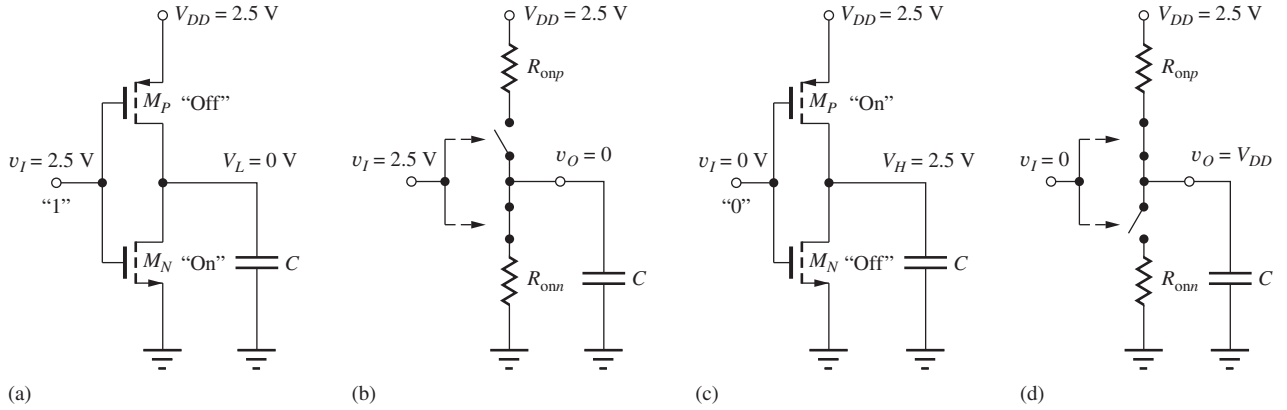 V_DD = 2.5 V
M_P "Off"
v_I = 2.5 V
V_L = 0 V
"1"
M_N "On"
C
(a)
V_DD = 2.5 V
R_onp
v_I = 2.5 V
v_O = 0
R_onn
C
(b)
V_DD = 2.5 V
M_P "On"
v_I = 0 V
V_H = 2.5 V
"0"
M_N "Off"
C
(c)
V_DD = 2.5 V
R_onp
v_I = 0
v_O = V_DD
R_onn
C
(d)